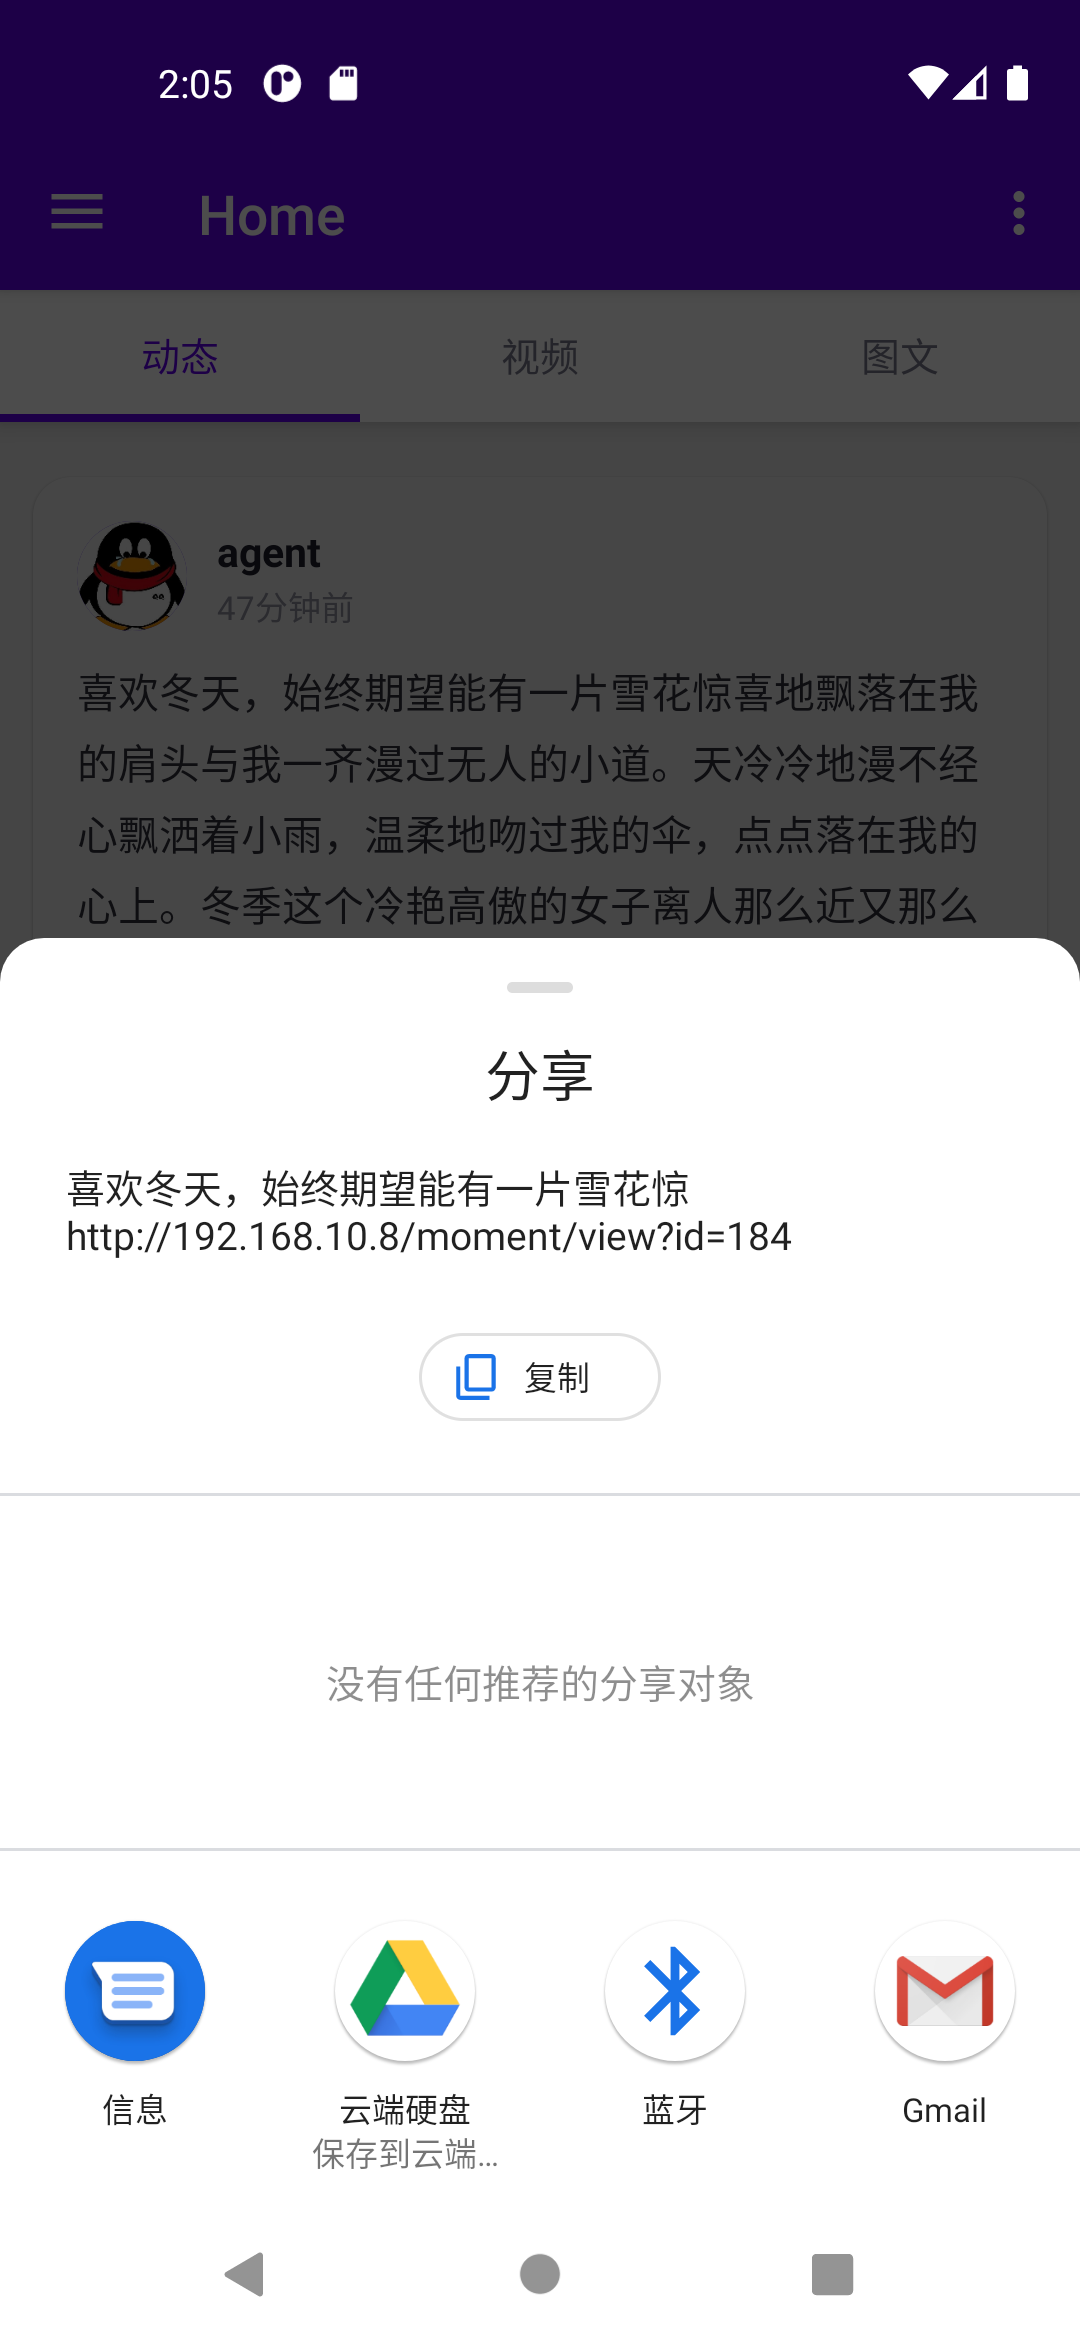 2:05
Home
动态
视频
图文
agent
47分钟前
喜欢冬天，始终期望能有一片雪花惊喜地飘落在我
的肩头与我一齐漫过无人的小道。天冷冷地漫不经
心飘洒着小雨，温柔地吻过我的伞，点点落在我的
心上。冬季这个冷艳高傲的女子离人那么近又那么
分享
喜欢冬天，始终期望能有一片雪花惊
http://192.168.10.8/moment/view?id=184
复制
没有任何推荐的分享对象
信息
云端硬盘
保存到云端...
蓝牙
Gmail